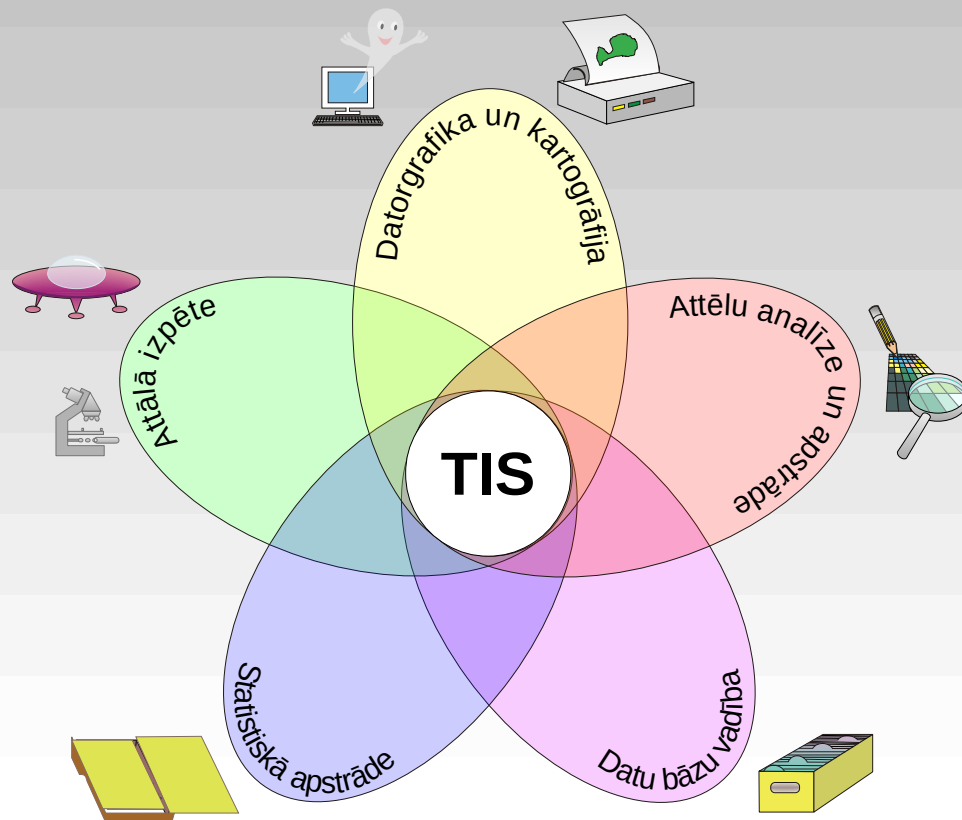 Datorgrafika un kartogrāfija
Attālā izpēte
Attēlu analīze un apstrāde
TIS
Statistiskā apstrāde
Datu bāzu vadība